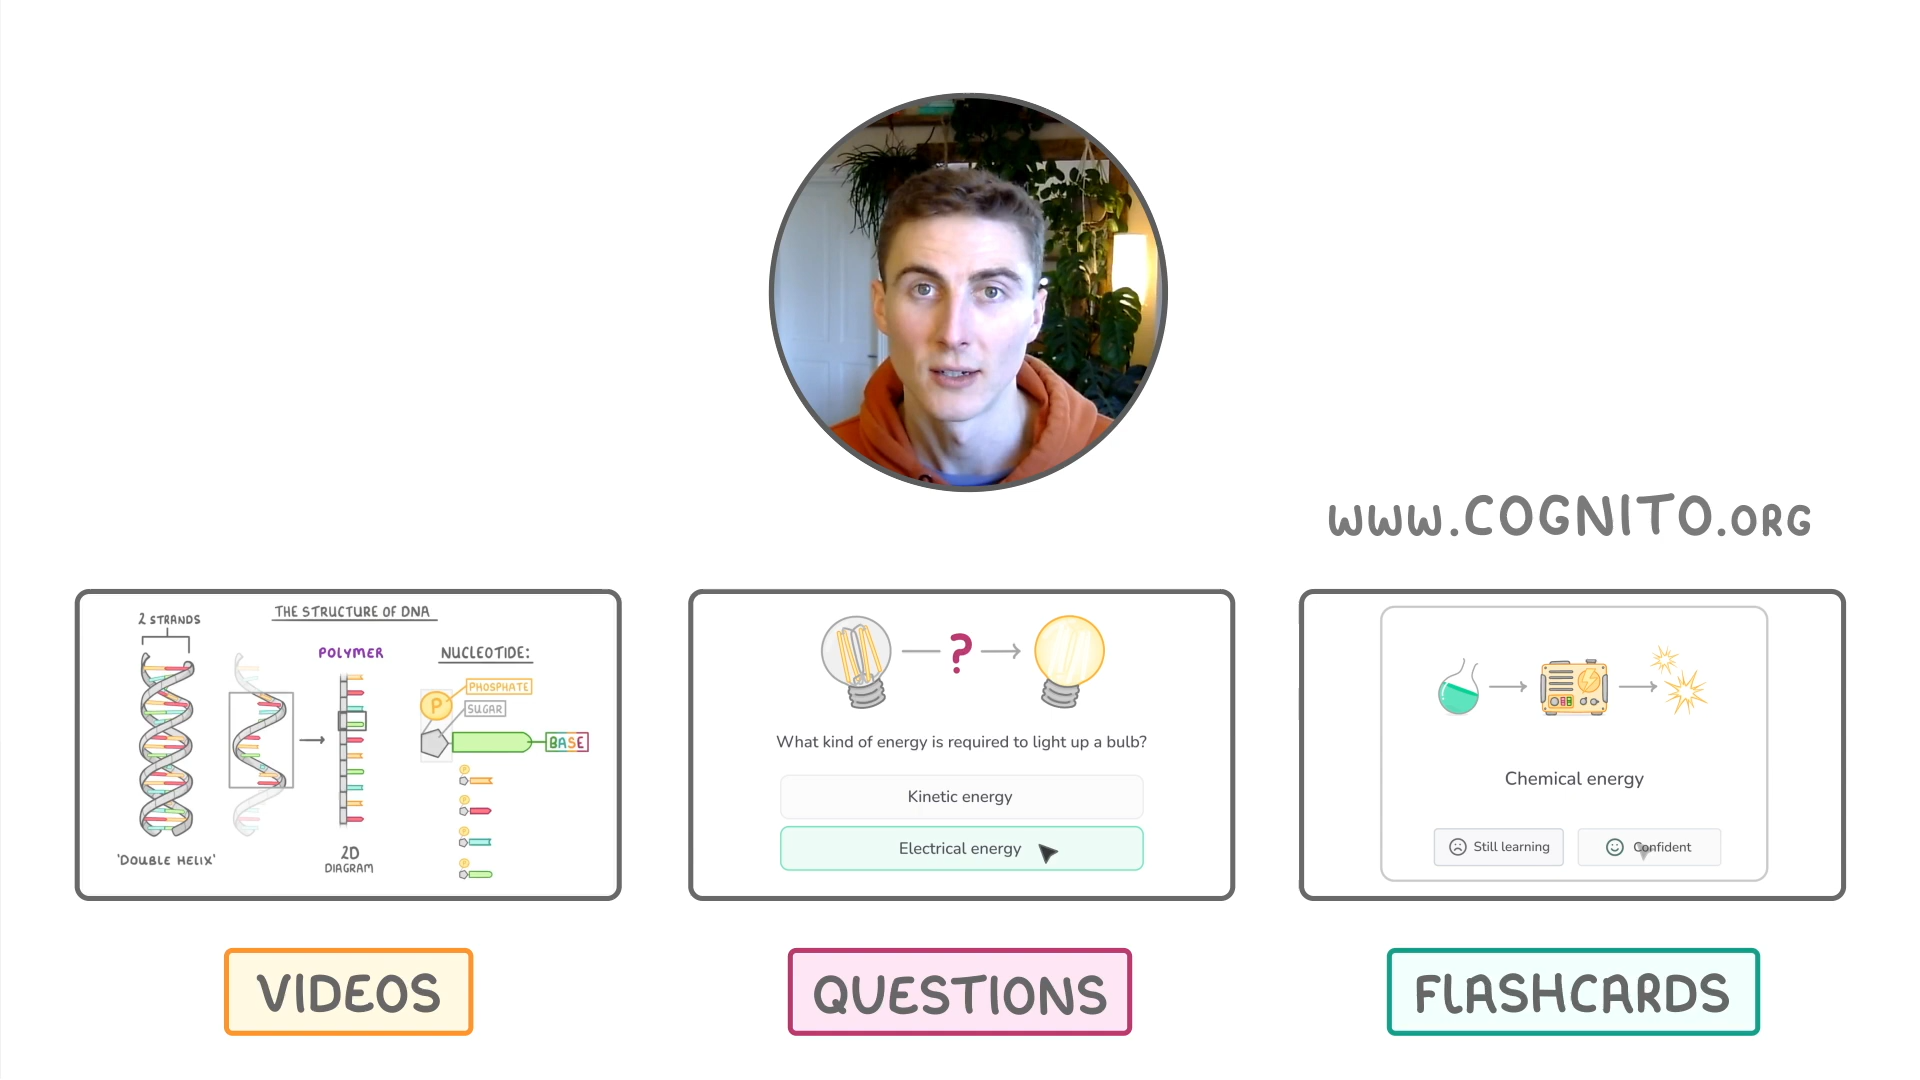 www.COGNITO.ORG
THE STRUCTURE OF DNA
2 STRANDS
POLYMER
NUCLEOTIDE:
PHOSPHATE
P
SUGAR
BASE
P
P
P
P
'DOUBLE HELIX'
2D
DIAGRAM
VIDEOS
?
What kind of energy is required to light up a bulb?
Kinetic energy
Electrical energy
QUESTIONS
Chemical energy
Still learning
Confident
FLASHCARDS